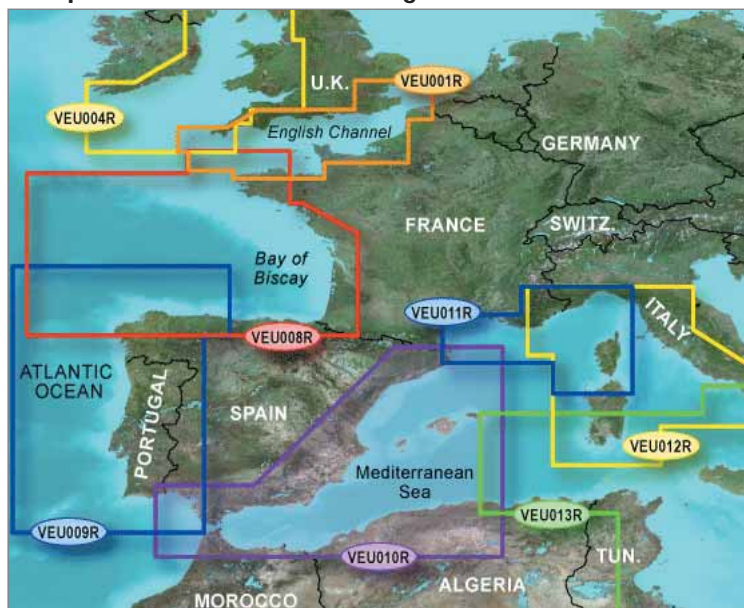 U.K.
VEU001R
VEU004R
English Channel
GERMANY
FRANCE
SWITZ.
Bay of
Biscay
VEU011R
ITALY
VEU008R
ATLANTIC
OCEAN
PORTUGAL
SPAIN
VEU012R
Mediterranean
Sea
VEU013R
VEU009R
VEU010R
TUN.
ALGERIA
MOROCCO